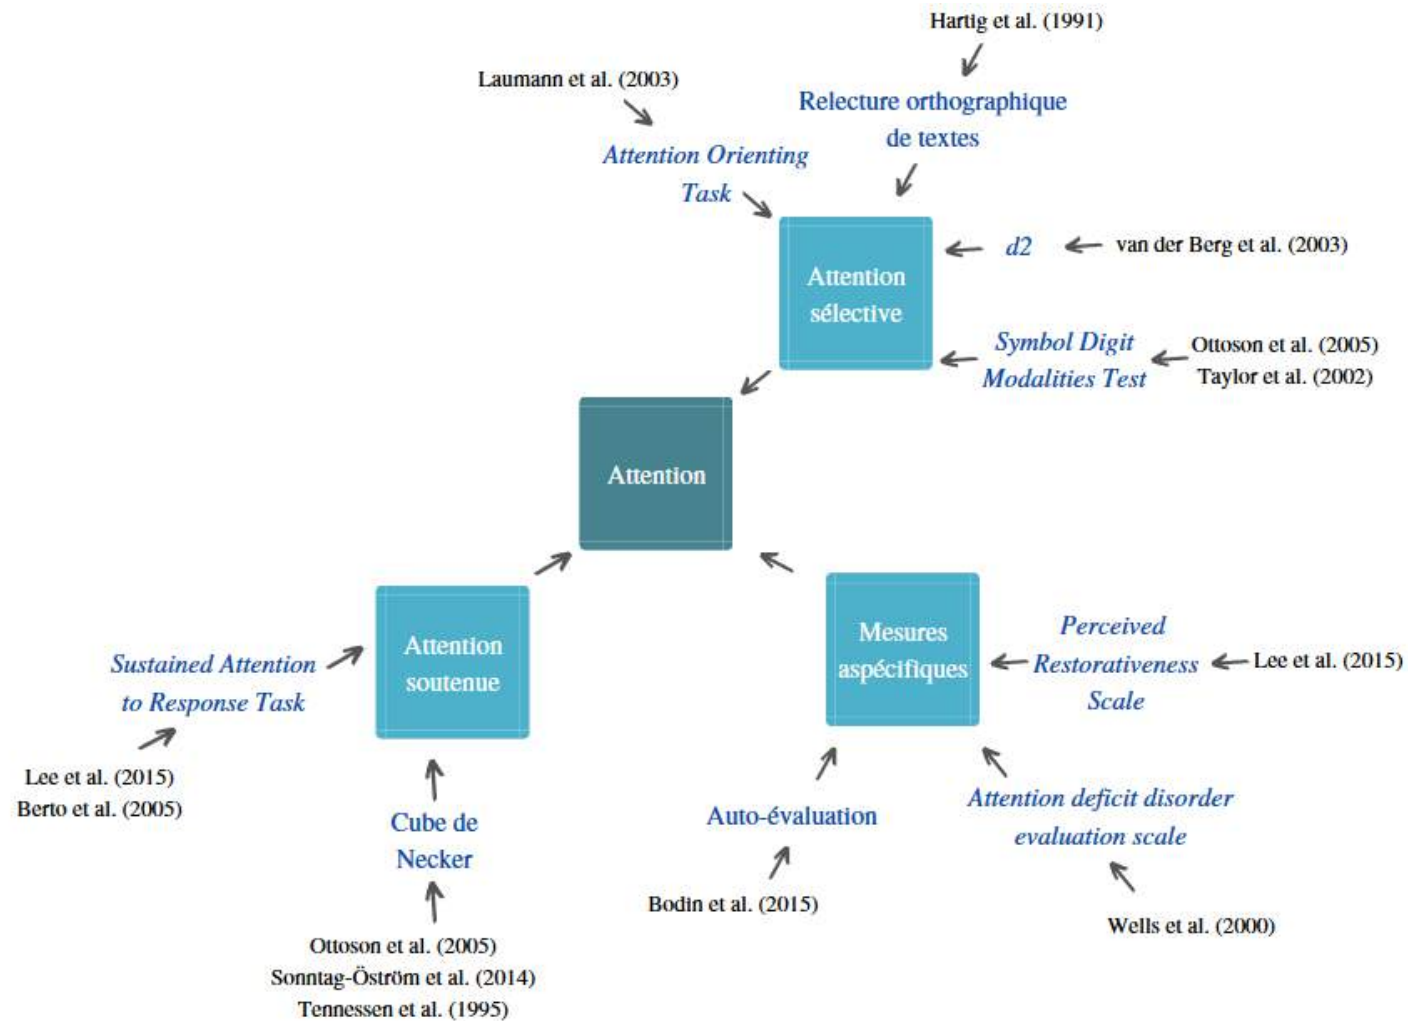 Hartig et al. (1991)
Laumann et al. (2003)
Relecture orthographique
de textes
Attention Orienting
Task
Attention
sélective
d2
van der Berg et al. (2003)
Symbol Digit
Modalities Test
Ottoson et al. (2005)
Taylor et al. (2002)
Attention
Attention
soutenue
Sustained Attention
to Response Task
Lee et al. (2015)
Berto et al. (2005)
Cube de
Necker
Ottoson et al. (2005)
Sonntag-Öström et al. (2014)
Tennessen et al. (1995)
Mesures
aspécifiques
Perceived
Restorativeness
Scale
Lee et al. (2015)
Auto-évaluation
Bodin et al. (2015)
Attention deficit disorder
evaluation scale
Wells et al. (2000)